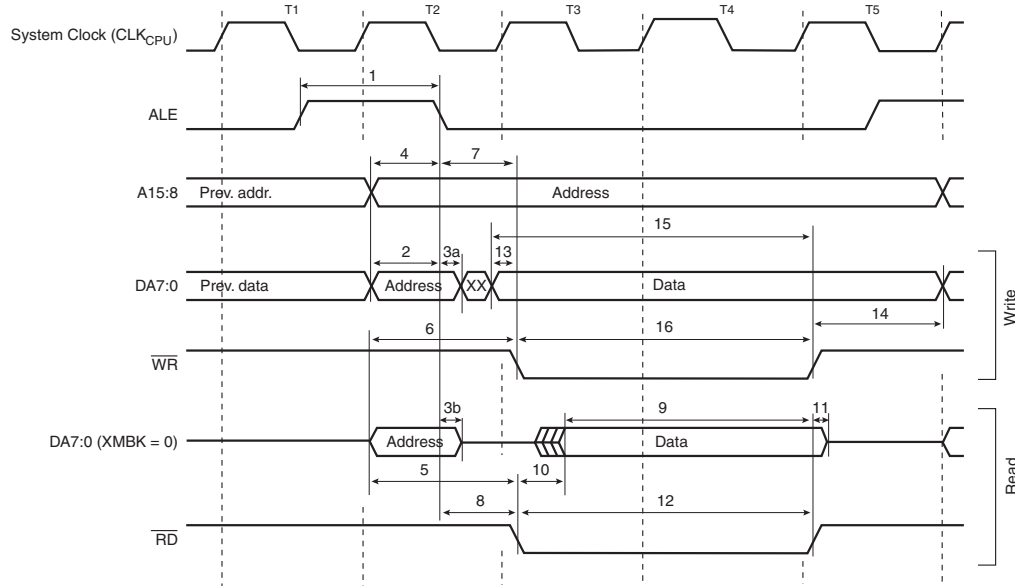 T1 T2 T3 T4 T5
System Clock (CLKCPU)
1
ALE
4 7
A15:8 Prev. addr. Address
15
2 3a 13
DA7:0 Prev. data Address XX Data
14
6 16
WR
Write
3b 9 11
DA7:0 (XMBK = 0) Address Data
5 10
8 12
RD
Read